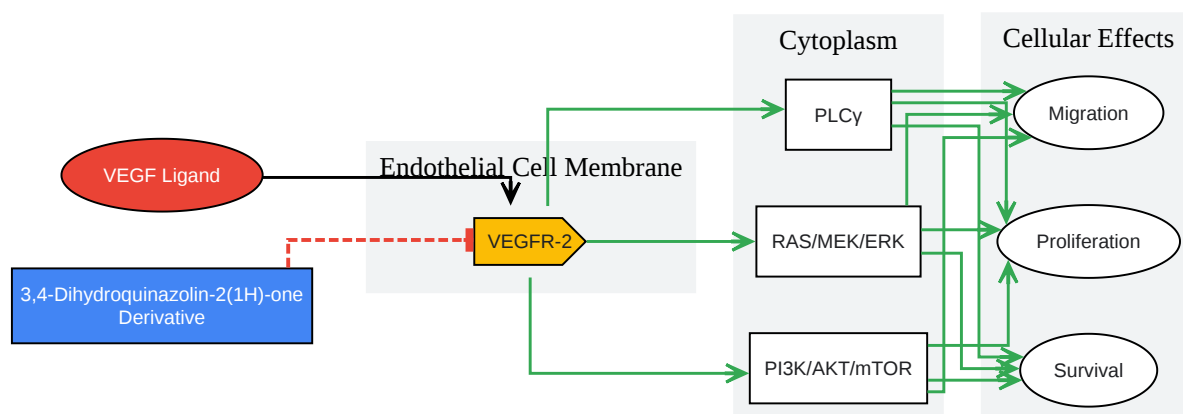 Cytoplasm
Cellular Effects
PLCγ
Migration
Endothelial Cell Membrane
VEGF Ligand
VEGFR-2
RAS/MEK/ERK
Proliferation
3,4-Dihydroquinazolin-2(1H)-one
Derivative
PI3K/AKT/mTOR
Survival